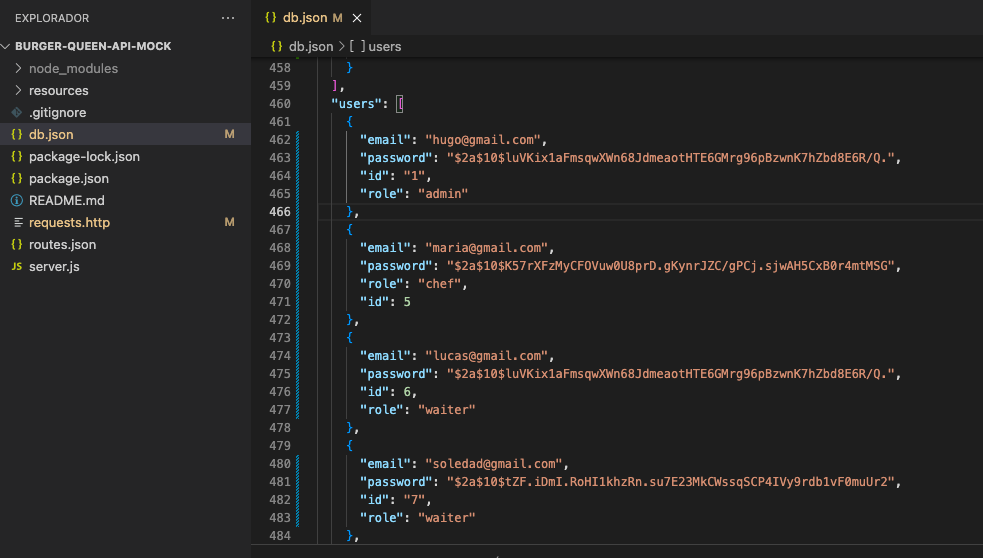 EXPLORADOR ...
BURGER-QUEEN-API-MOCK
node_modules
resources
.gitignore
{} db.json M
{} package-lock.json
{} package.json
README.md
requests.http M
{} routes.json
JS server.js
{} db.json M ×
{} db.json > [ ] users
458 }
459 ],
460 "users": [
461 {
462 "email": "hugo@gmail.com",
463 "password": "$2a$10$luVKix1aFmsqwXWn68JdmeaotHTE6GMrg96pBzwnK7hZbd8E6R/Q.",
464 "id": "1",
465 "role": "admin"
466 },
467 {
468 "email": "maria@gmail.com",
469 "password": "$2a$10$K57rXFzMyCFOVuw0U8prD.gKynrJZC/gPCj.sjwAH5CxB0r4mtMSG",
470 "role": "chef",
471 "id": 5
472 },
473 {
474 "email": "lucas@gmail.com",
475 "password": "$2a$10$luVKix1aFmsqwXWn68JdmeaotHTE6GMrg96pBzwnK7hZbd8E6R/Q.",
476 "id": 6,
477 "role": "waiter"
478 },
479 {
480 "email": "soledad@gmail.com",
481 "password": "$2a$10$tZF.iDmI.RoHI1khzRn.su7E23MkCWssqSCP4IVy9rdb1vF0muUr2",
482 "id": "7",
483 "role": "waiter"
484 },